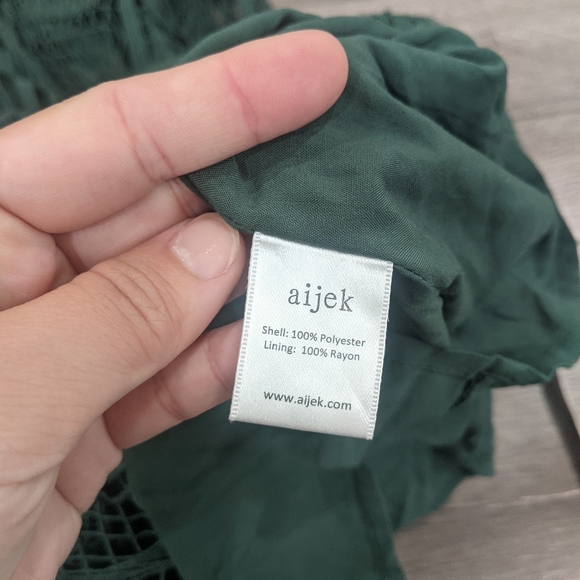 aijek
Shell: 100% Polyester
Lining: 100% Rayon
www.aijek.com